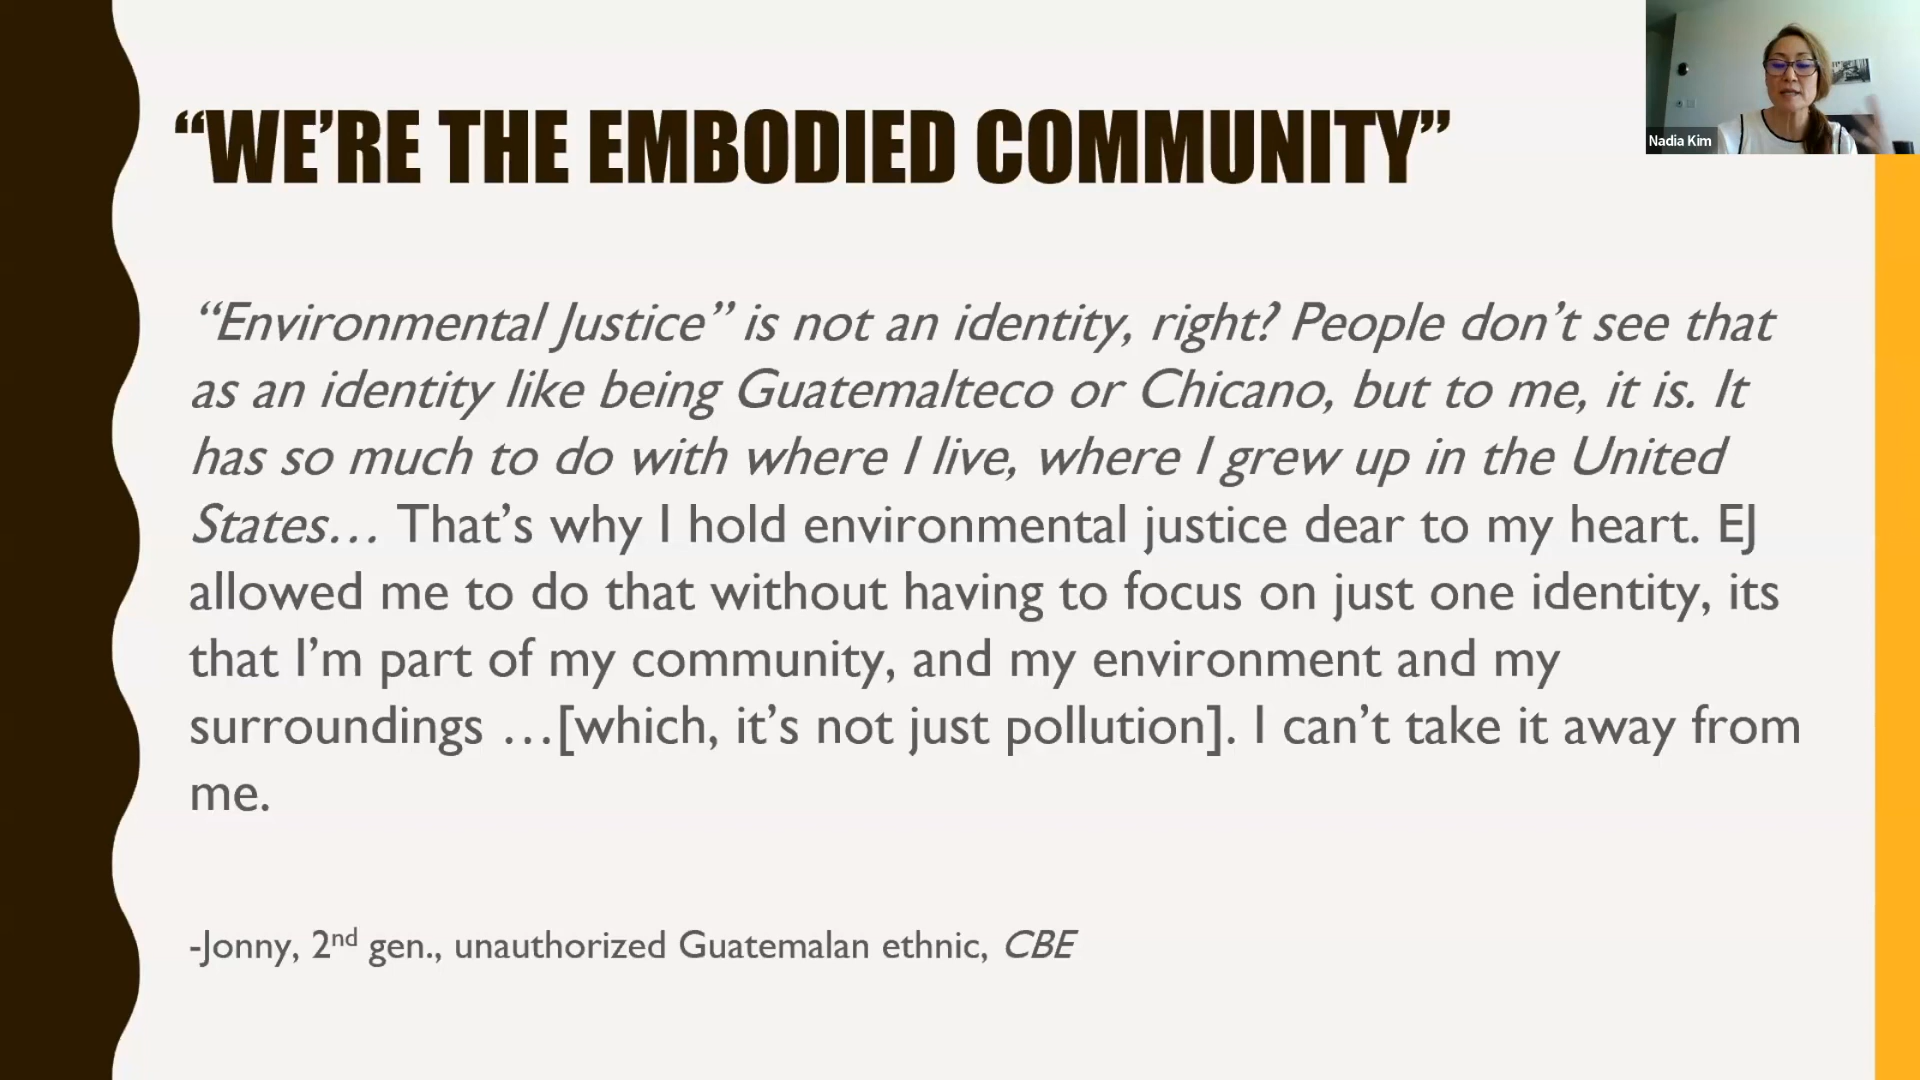 “WE’RE THE EMBODIED COMMUNITY”
Nadia Kim
“Environmental Justice” is not an identity, right? People don’t see that
as an identity like being Guatemalteco or Chicano, but to me, it is. It
has so much to do with where I live, where I grew up in the United
States… That’s why I hold environmental justice dear to my heart. EJ
allowed me to do that without having to focus on just one identity, its
that I’m part of my community, and my environment and my
surroundings …[which, it’s not just pollution]. I can’t take it away from
me.
-Jonny, 2nd gen., unauthorized Guatemalan ethnic, CBE